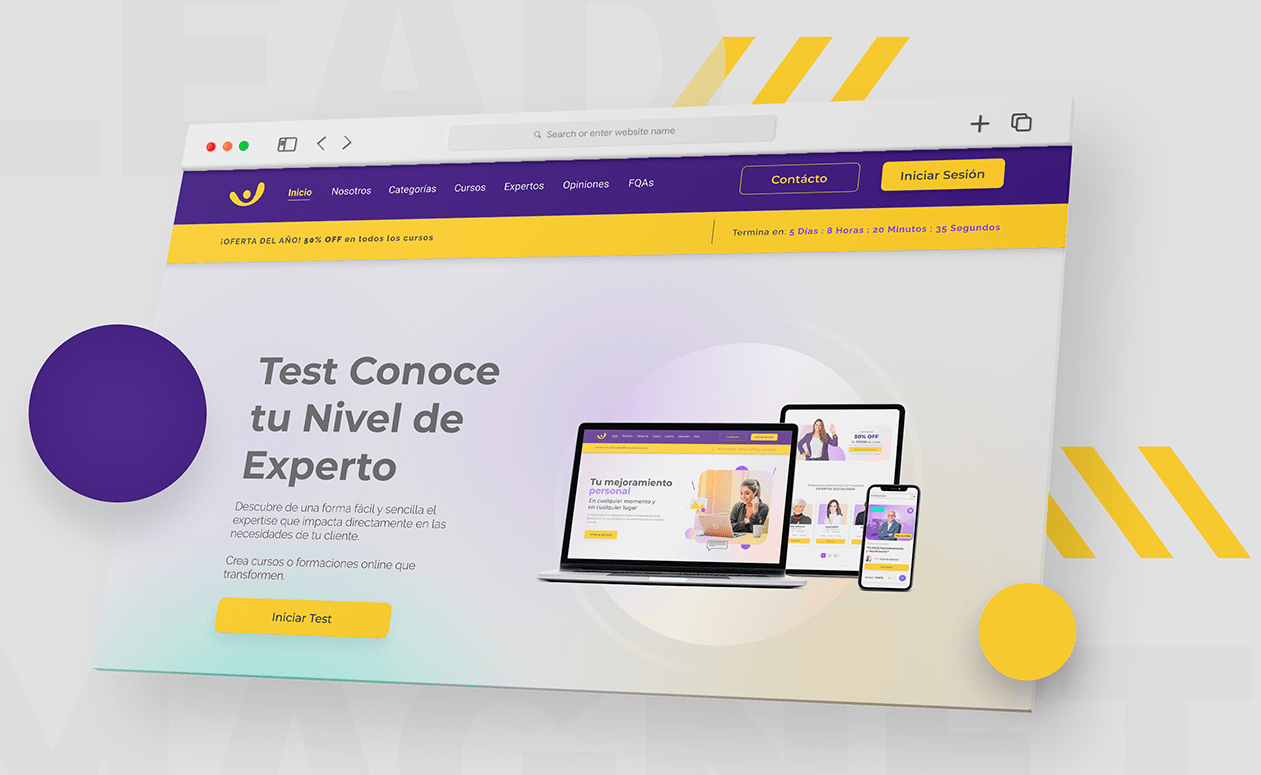 LEAD
Search or enter website name
Inicio Nosotros Categorías Cursos Expertos Opiniones FQAs Contácto Iniciar Sesión
¡OFERTA DEL AÑO! 50% OFF en todos los cursos
Termina en: 5 Días : 8 Horas : 20 Minutos : 35 Segundos
Test Conoce
tu Nivel de
Experto
Descubre de una forma fácil y sencilla el
expertise que impacta directamente en las
necesidades de tu cliente.
Crea cursos o formaciones online que
transformen.
Iniciar Test
Tu mejoramiento
personal
En cualquier momento y
en cualquier lugar
50% OFF
MAGNET